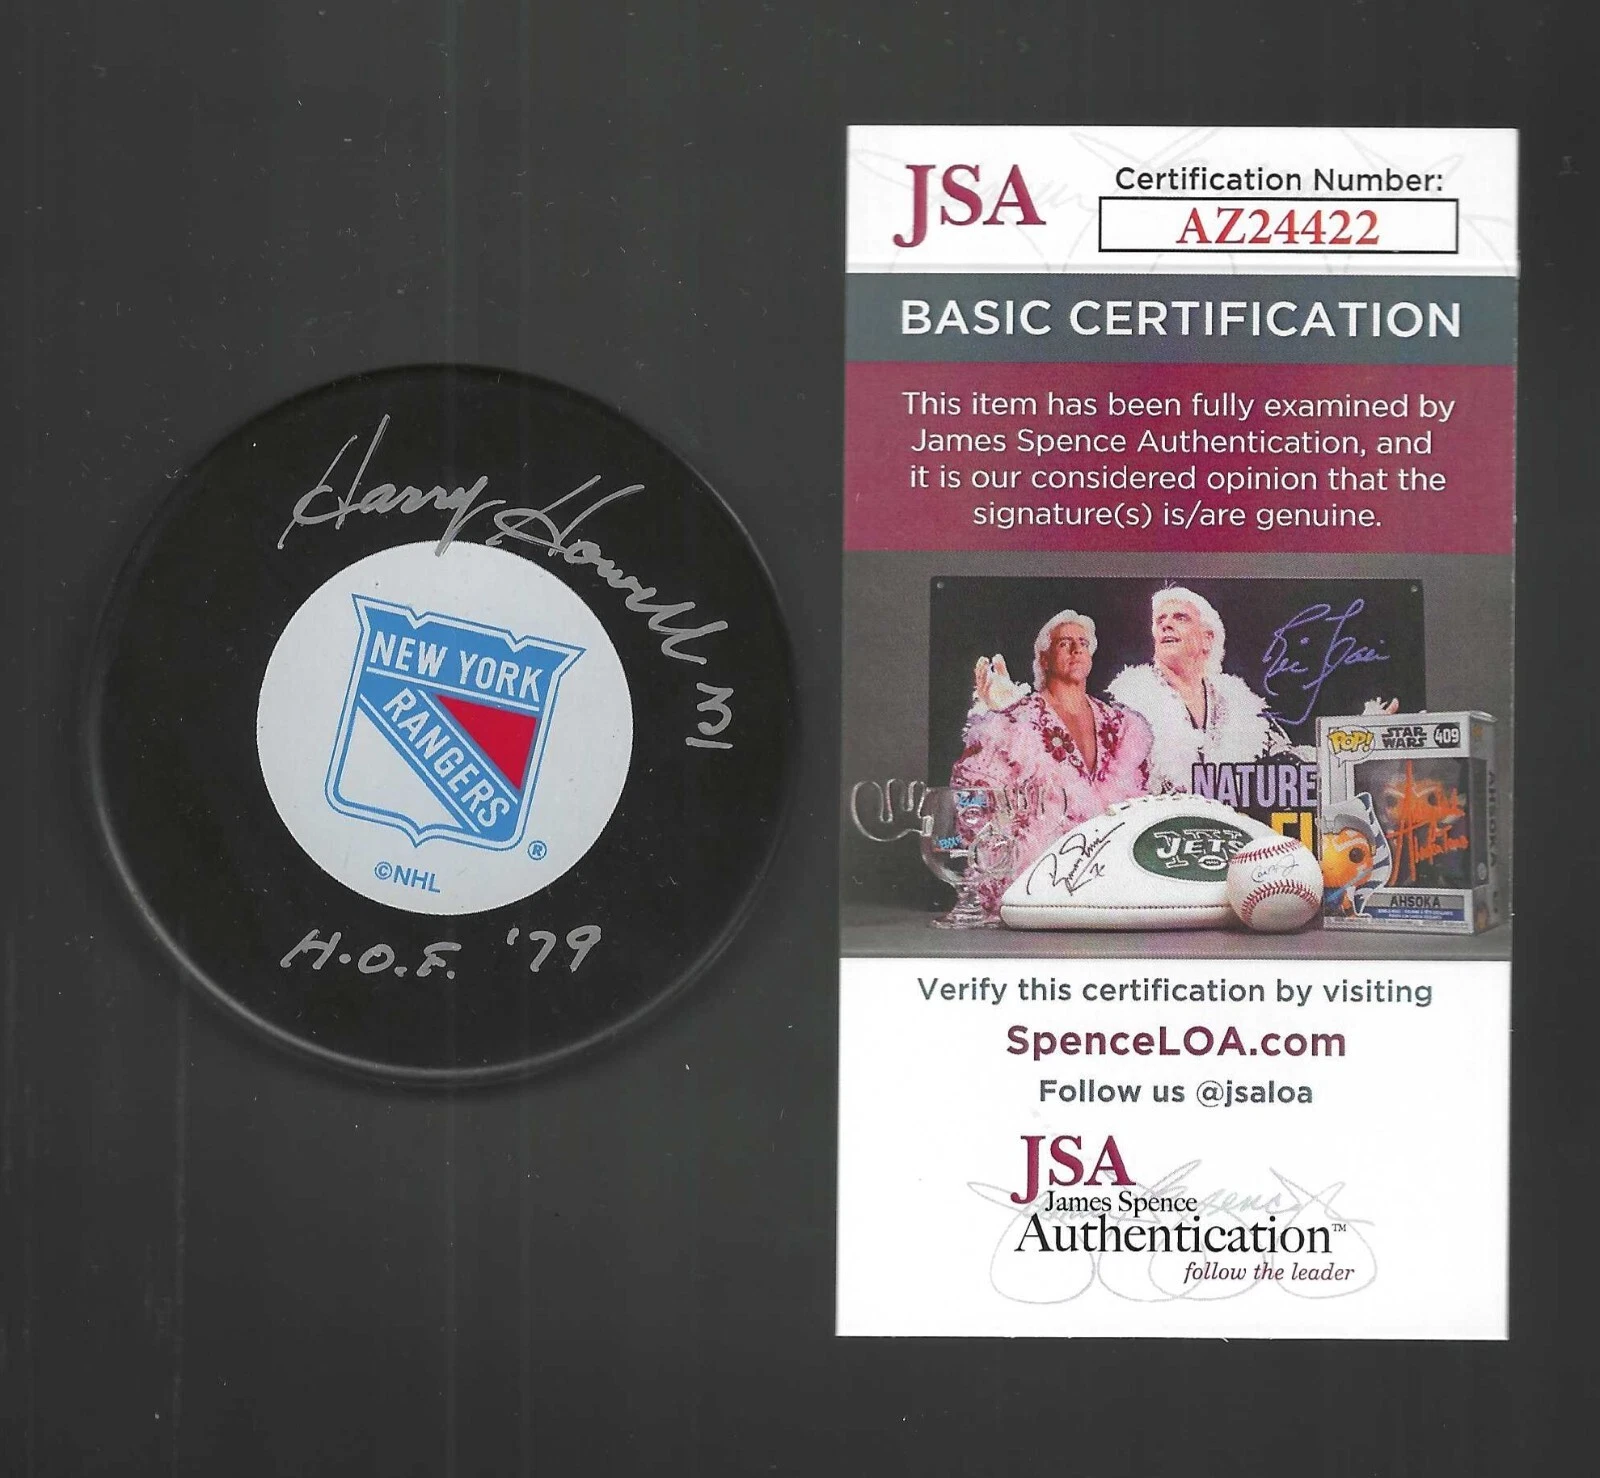 Harry Howell 3
NEW YORK
RANGERS
®
©NHL
H.O.F. '79
JSA
Certification Number:
AZ24422
BASIC CERTIFICATION
This item has been fully examined by
James Spence Authentication, and
it is our considered opinion that the
signature(s) is/are genuine.
Ric Flair
NATURE
POP!
STAR
WARS
409
JETS
AHSOKA
Verify this certification by visiting
SpenceLOA.com
Follow us @jsaloa
JSA
James Spence
Authentication™
follow the leader